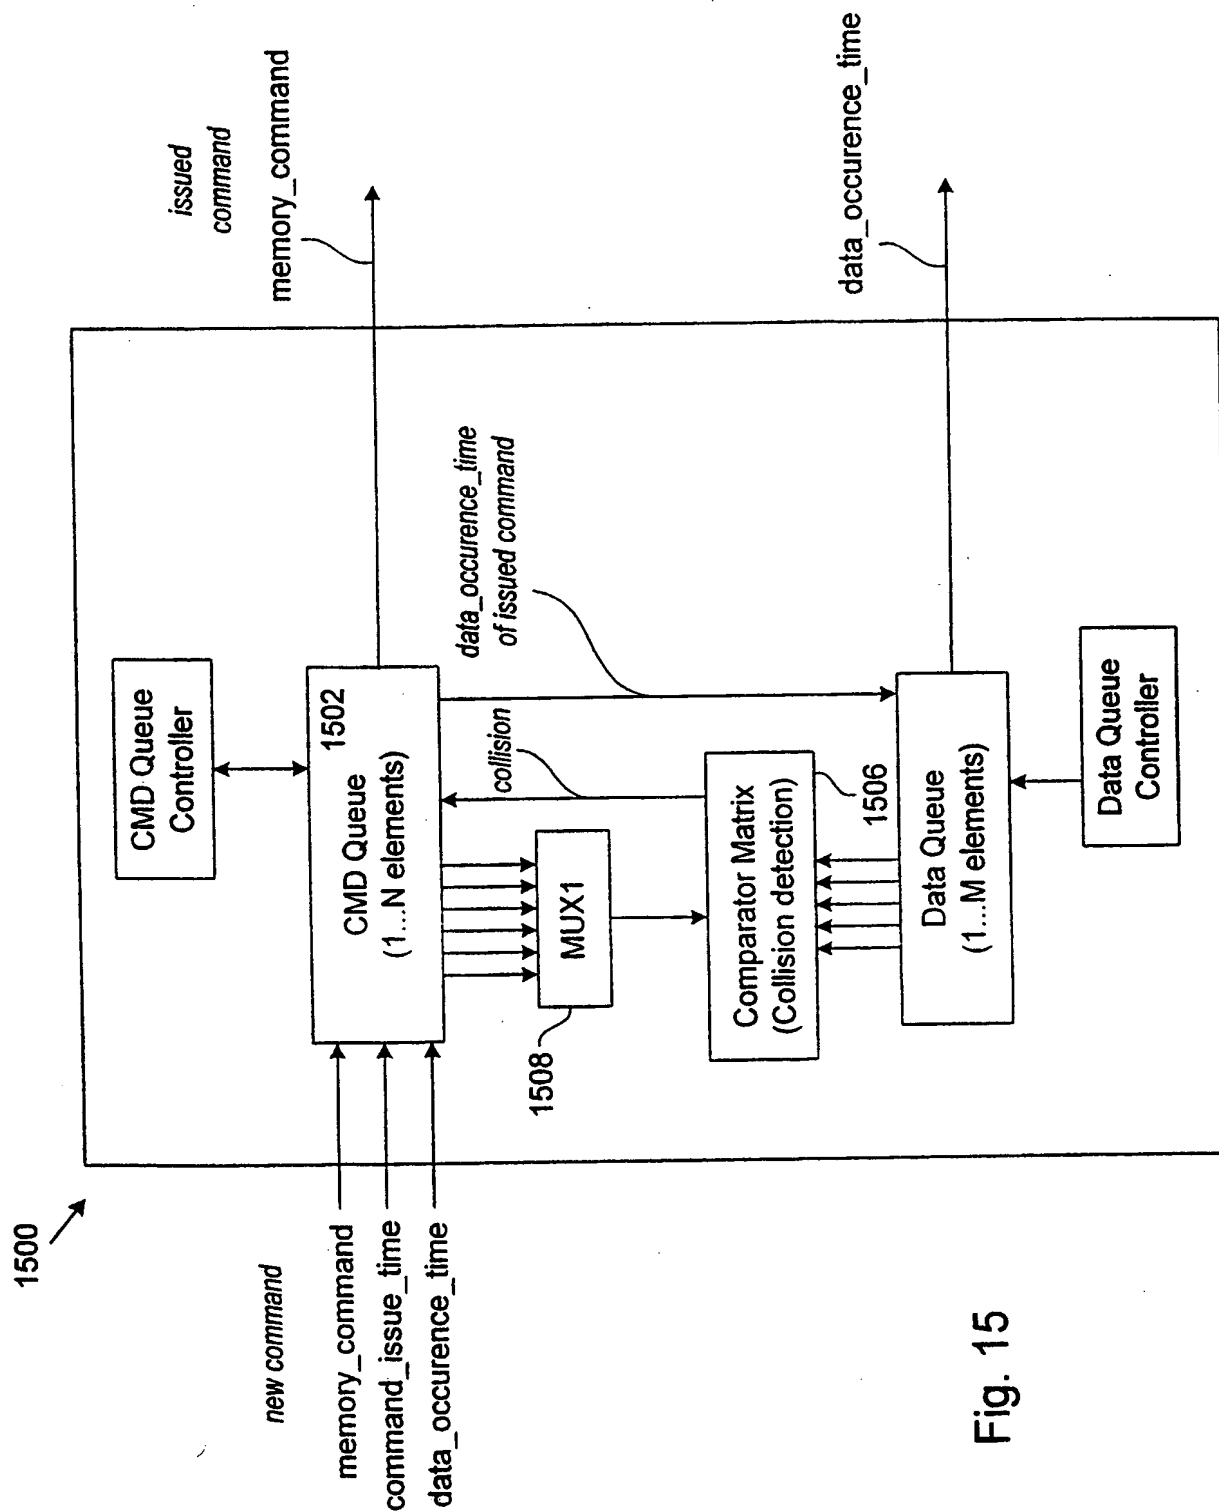 1500
new command
memory_command
command_issue_time
data_occurence_time
CMD Queue
Controller
1502
CMD Queue
(1...N elements)
issued
command
memory_command
MUX1
1508
collision
data_occurence_time
of issued command
Comparator Matrix
(Collision detection)
1506
Data Queue
(1...M elements)
data_occurence_time
Data Queue
Controller
Fig. 15